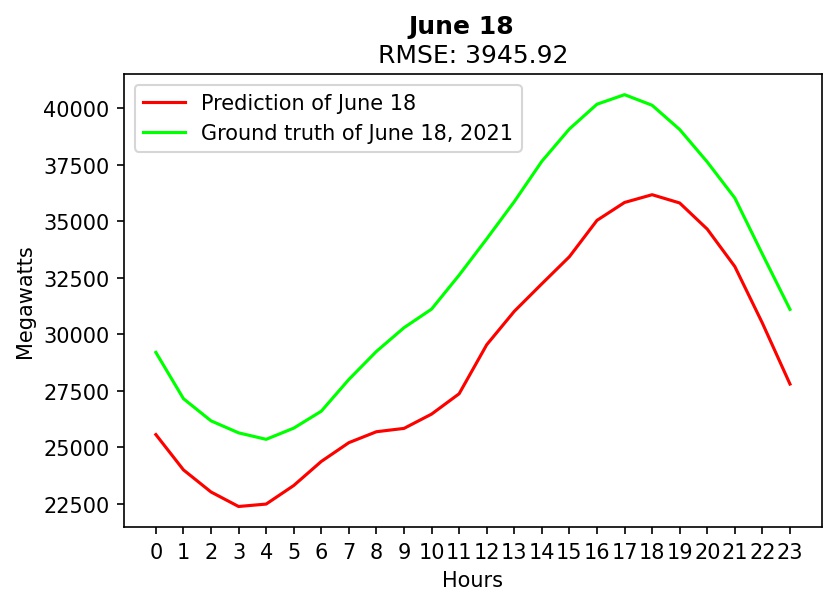 June 18
RMSE: 3945.92
Prediction of June 18
Ground truth of June 18, 2021
40000
37500
35000
32500
30000
27500
25000
22500
Megawatts
0 1 2 3 4 5 6 7 8 9 10 11 12 13 14 15 16 17 18 19 20 21 22 23
Hours